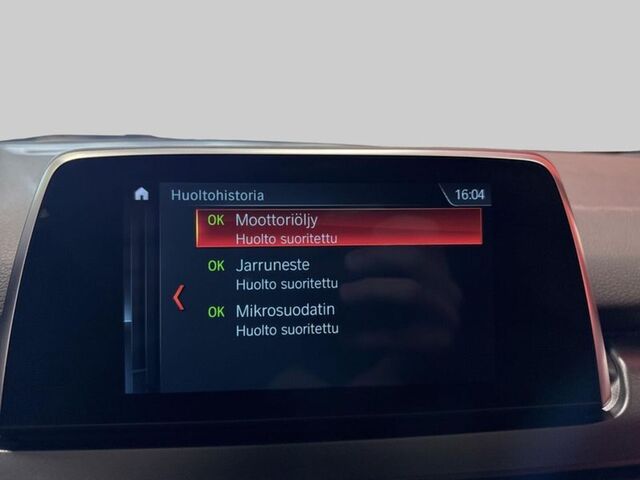 Huoltohistoria 16:04
OK Moottoriöljy
Huolto suoritettu
OK Jarruneste
Huolto suoritettu
OK Mikrosuodatin
Huolto suoritettu